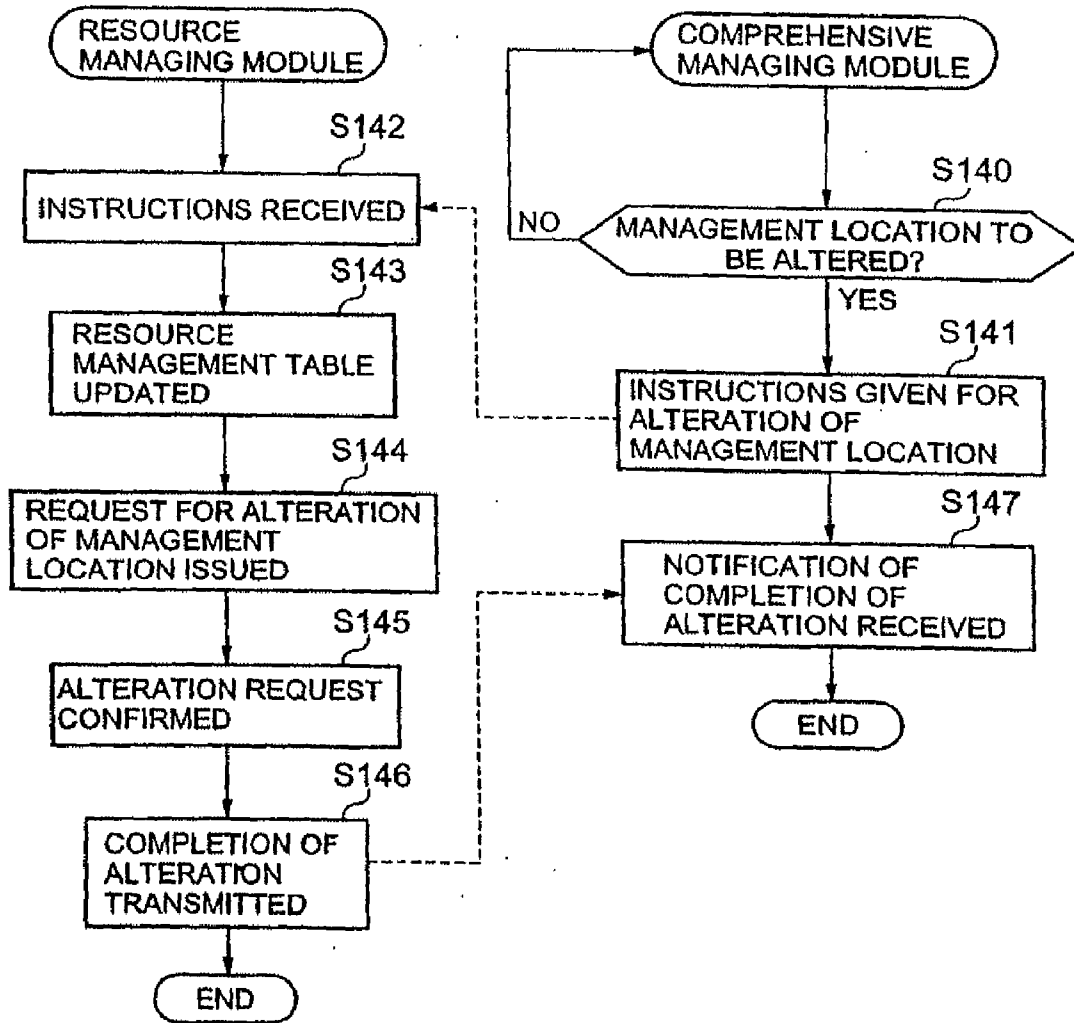 RESOURCE
MANAGING MODULE
S142
INSTRUCTIONS RECEIVED
S143
RESOURCE
MANAGEMENT TABLE
UPDATED
S144
REQUEST FOR ALTERATION
OF MANAGEMENT
LOCATION ISSUED
S145
ALTERATION REQUEST
CONFIRMED
S146
COMPLETION OF
ALTERATION
TRANSMITTED
END
COMPREHENSIVE
MANAGING MODULE
S140
NO
MANAGEMENT LOCATION TO
BE ALTERED?
YES
S141
INSTRUCTIONS GIVEN FOR
ALTERATION OF
MANAGEMENT LOCATION
S147
NOTIFICATION OF
COMPLETION OF
ALTERATION RECEIVED
END